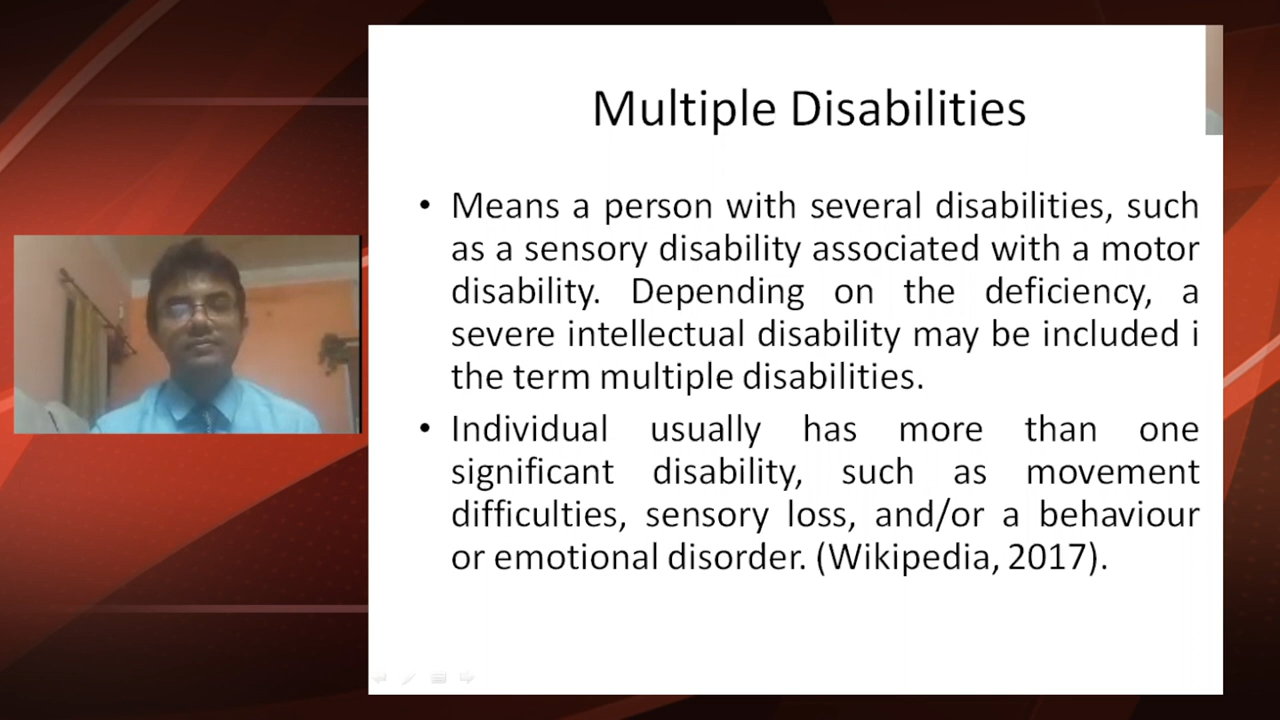 Multiple Disabilities
• Means a person with several disabilities, such
as a sensory disability associated with a motor
disability. Depending on the deficiency, a
severe intellectual disability may be included i
the term multiple disabilities.
• Individual usually has more than one
significant disability, such as movement
difficulties, sensory loss, and/or a behaviour
or emotional disorder. (Wikipedia, 2017).